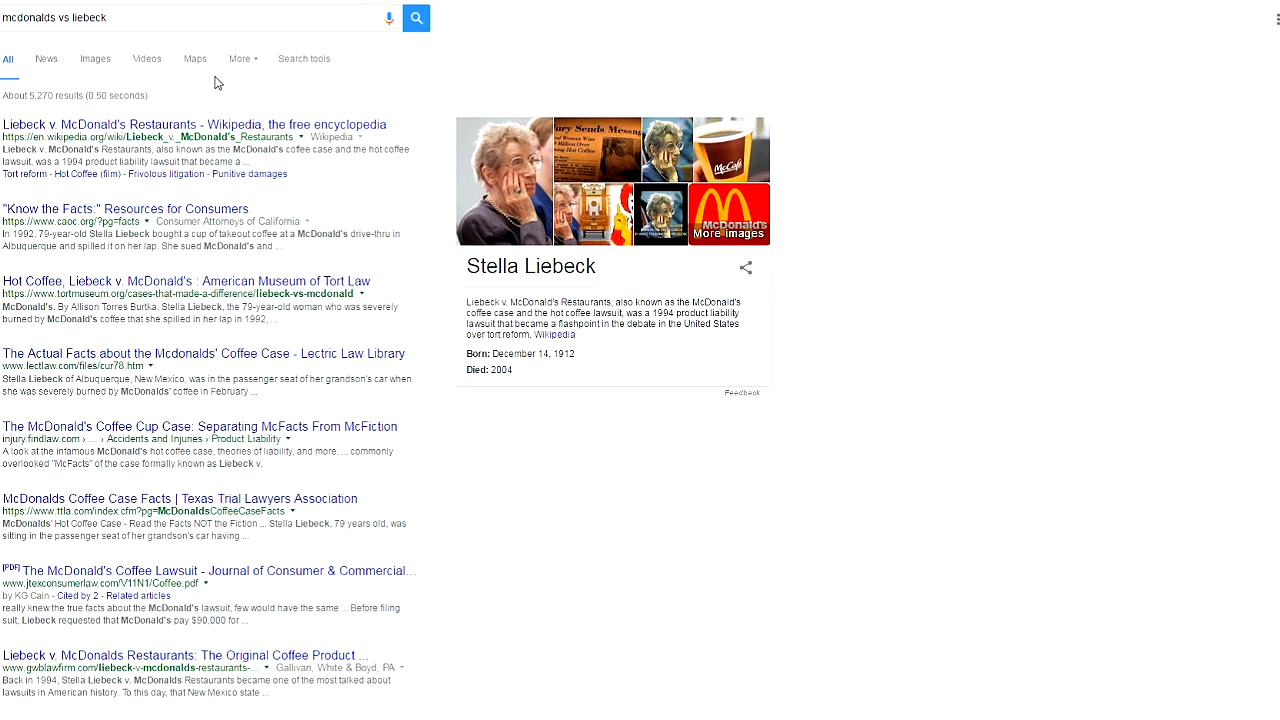 mcdonalds vs liebeck
All News Images Videos Maps More Search tools
About 5,270 results (0.50 seconds)
Liebeck v. McDonald's Restaurants - Wikipedia, the free encyclopedia
https://en.wikipedia.org/wiki/Liebeck_v._McDonald's_Restaurants Wikipedia
Liebeck v. McDonald's Restaurants, also known as the McDonald's coffee case and the hot coffee
lawsuit, was a 1994 product liability lawsuit that became a ...
Tort reform - Hot Coffee (film) - Frivolous litigation - Punitive damages
"Know the Facts:" Resources for Consumers
https://www.caoc.org/?pg=facts Consumer Attorneys of California
In 1992, 79-year-old Stella Liebeck bought a cup of takeout coffee at a McDonald's drive-thru in
Albuquerque and spilled it on her lap. She sued McDonald's and ...
Hot Coffee, Liebeck v. McDonald's : American Museum of Tort Law
https://www.tortmuseum.org/cases-that-made-a-difference/liebeck-vs-mcdonald
McDonald's. By Allison Torres Burtka. Stella Liebeck, the 79-year-old woman who was severely
burned by McDonald's coffee that she spilled in her lap in 1992, ...
The Actual Facts about the Mcdonalds' Coffee Case - Lectric Law Library
www.lectlaw.com/files/cur78.htm
Stella Liebeck of Albuquerque, New Mexico, was in the passenger seat of her grandson's car when
she was severely burned by McDonalds' coffee in February ...
The McDonald's Coffee Cup Case: Separating McFacts From McFiction
injury.findlaw.com › ... › Accidents and Injuries › Product Liability
A look at the infamous McDonald's hot coffee case, theories of liability, and more. ... commonly
overlooked "McFacts" of the case formally known as Liebeck v.
McDonalds Coffee Case Facts | Texas Trial Lawyers Association
https://www.ttla.com/index.cfm?pg=McDonaldsCoffeeCaseFacts
McDonalds' Hot Coffee Case - Read the Facts NOT the Fiction ... Stella Liebeck, 79 years old, was
sitting in the passenger seat of her grandson's car having ...
[PDF] The McDonald's Coffee Lawsuit - Journal of Consumer & Commercial...
www.jtexconsumerlaw.com/V11N1/Coffee.pdf
by KG Cain - Cited by 2 - Related articles
really knew the true facts about the McDonald's lawsuit, few would have the same ... Before filing
suit, Liebeck requested that McDonald's pay $90,000 for ...
Liebeck v. McDonalds Restaurants: The Original Coffee Product ...
www.gwblawfirm.com/liebeck-v-mcdonalds-restaurants-... Gallivan, White & Boyd, PA
Back in 1994, Stella Liebeck v. McDonalds Restaurants became one of the most talked about
lawsuits in American history. To this day, that New Mexico state ...
ury Sends Messag
McCafé
McDonald's
More images
Stella Liebeck
Liebeck v. McDonald's Restaurants, also known as the McDonald's
coffee case and the hot coffee lawsuit, was a 1994 product liability
lawsuit that became a flashpoint in the debate in the United States
over tort reform. Wikipedia
Born: December 14, 1912
Died: 2004
Feedback